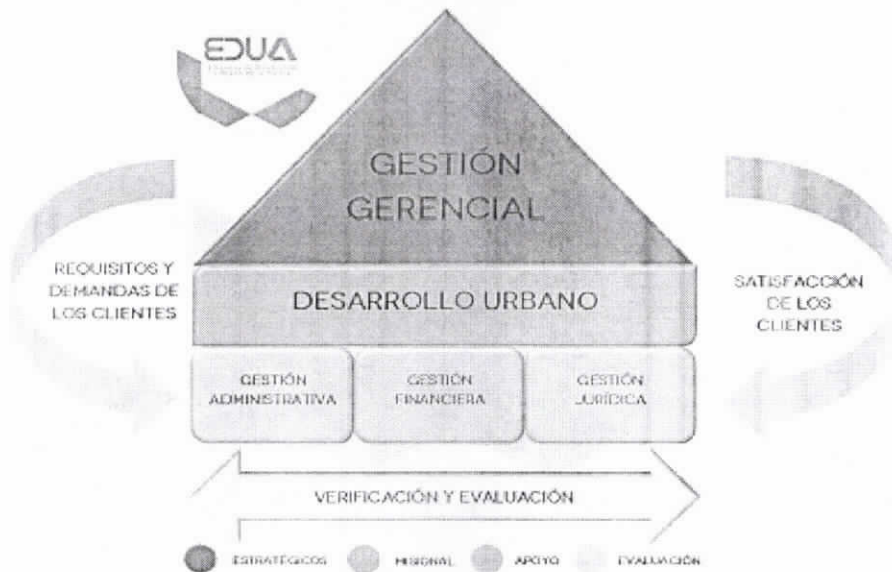 EDUA
GESTIÓN
GERENCIAL
REQUISITOS Y
DEMANDAS DE
LOS CLIENTES
DESARROLLO URBANO
SATISFACCIÓN
DE LOS
CLIENTES
GESTIÓN
ADMINISTRATIVA
GESTIÓN
FINANCIERA
GESTIÓN
JURÍDICA
VERIFICACIÓN Y EVALUACIÓN
ESTRATÉGICOS
MISIONAL
APOYO
EVALUACIÓN